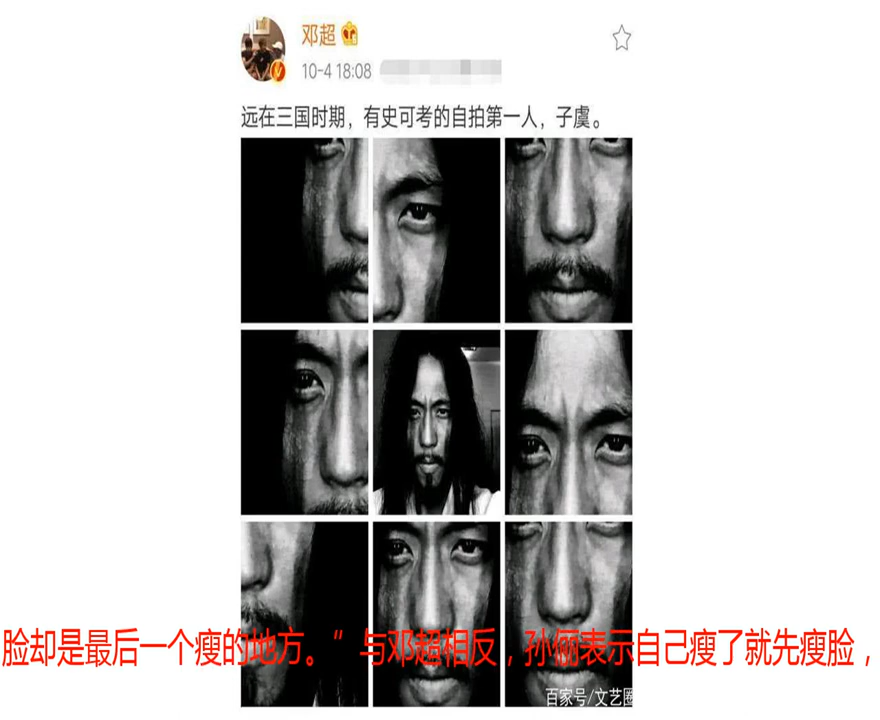 邓超
10-4 18:08
远在三国时期，有史可考的自拍第一人，子虞。
脸却是最后一个瘦的地方。”与邓超相反，孙俪表示自己瘦了就先瘦脸，
百家号/文艺圈